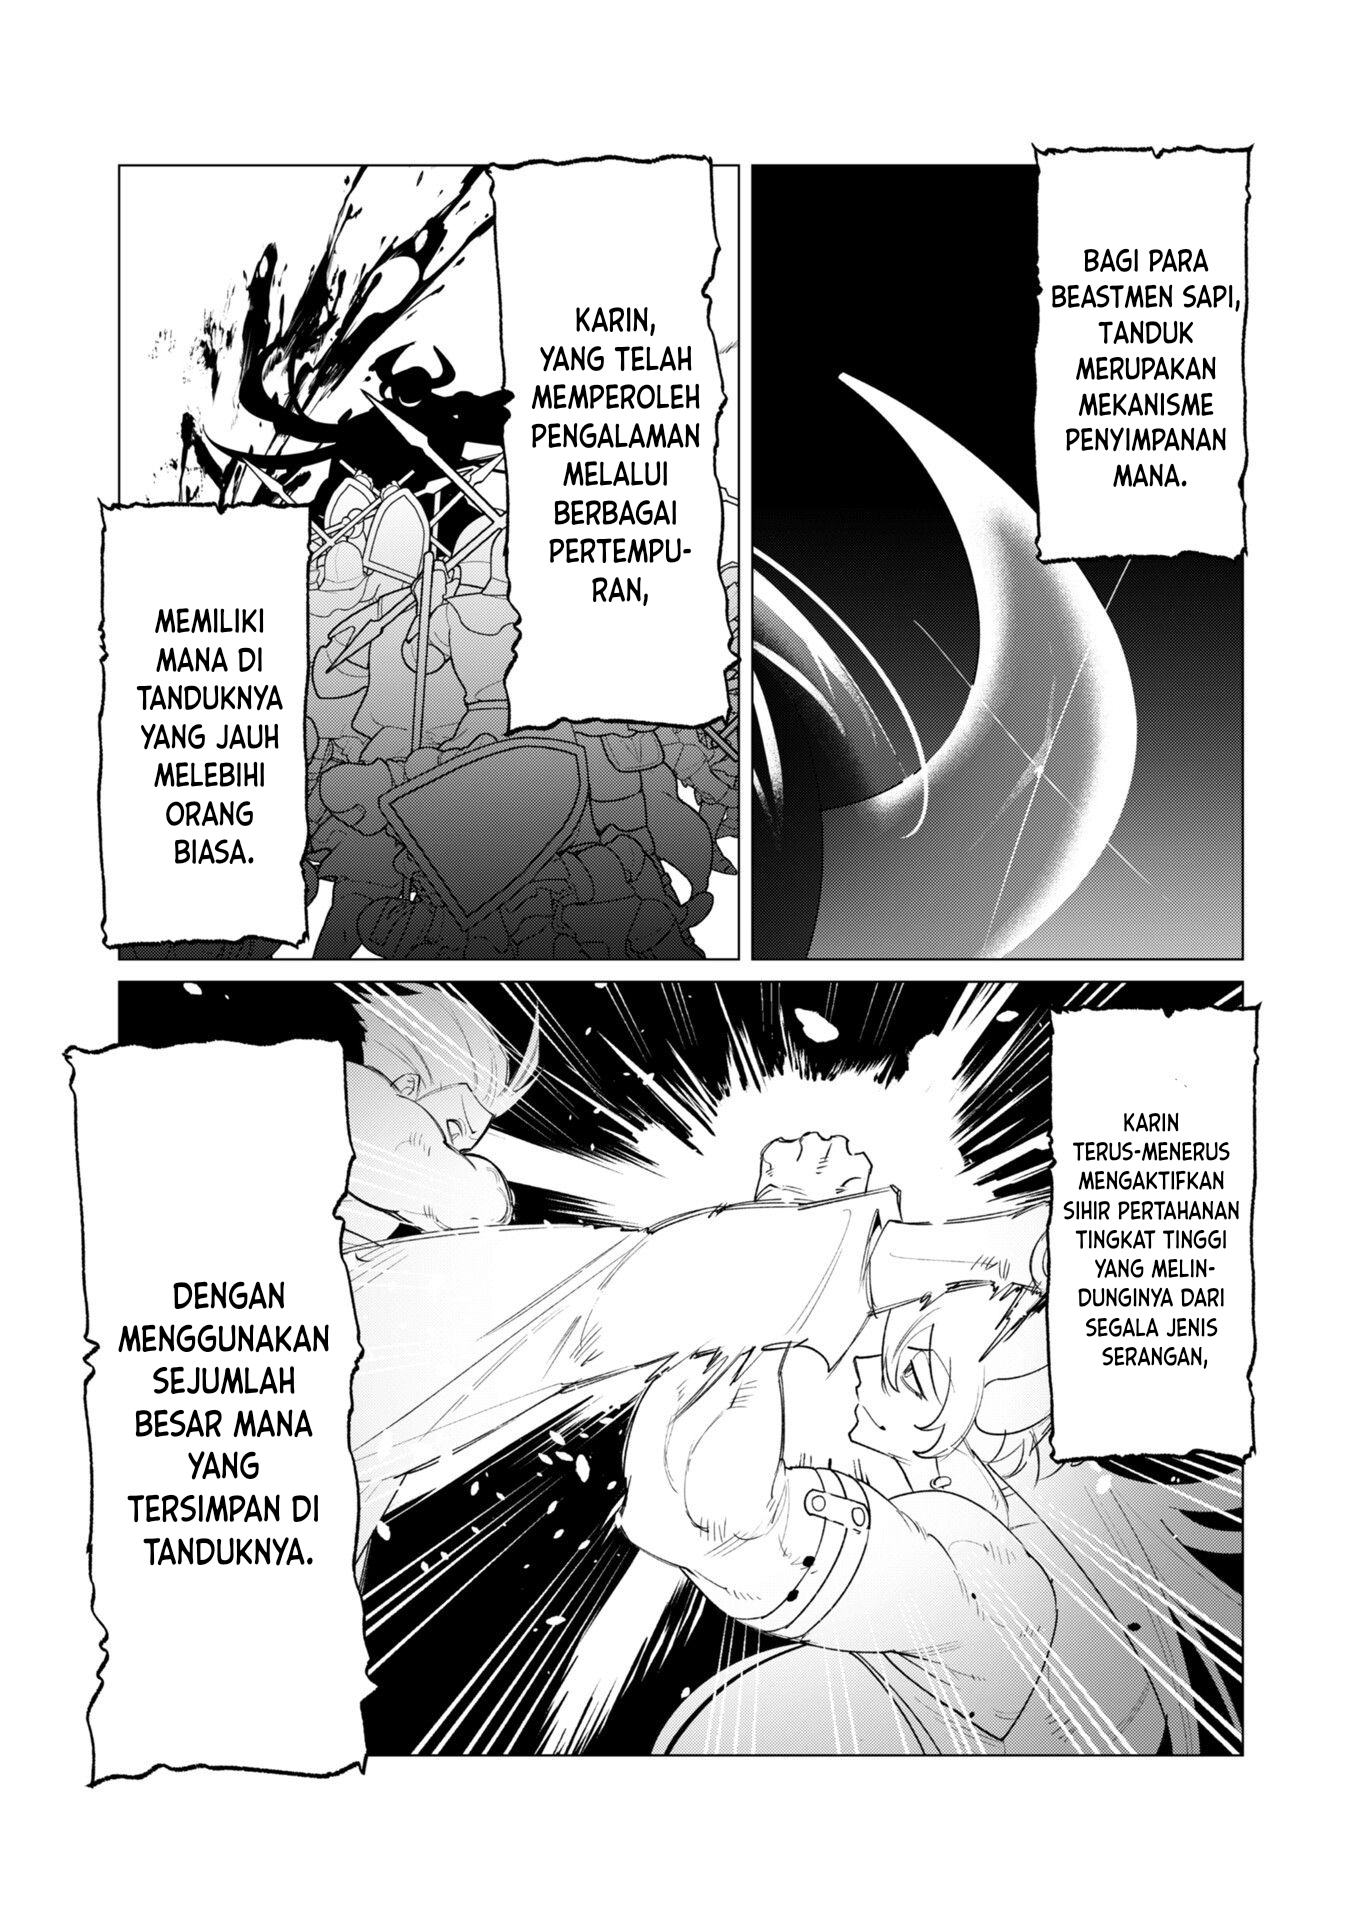 BAGI PARA
BEASTMEN SAPI,
TANDUK
MERUPAKAN
MEKANISME
PENYIMPANAN
MANA.
KARIN,
YANG TELAH
MEMPEROLEH
PENGALAMAN
MELALUI
BERBAGAI
PERTEMPU-
RAN,
MEMILIKI
MANA DI
TANDUKNYA
YANG JAUH
MELEBIHI
ORANG
BIASA.
KARIN
TERUS-MENERUS
MENGAKTIFKAN
SIHIR PERTAHANAN
TINGKAT TINGGI
YANG MELIN-
DUNGINYA DARI
SEGALA JENIS
SERANGAN,
DENGAN
MENGGUNAKAN
SEJUMLAH
BESAR MANA
YANG
TERSIMPAN DI
TANDUKNYA.